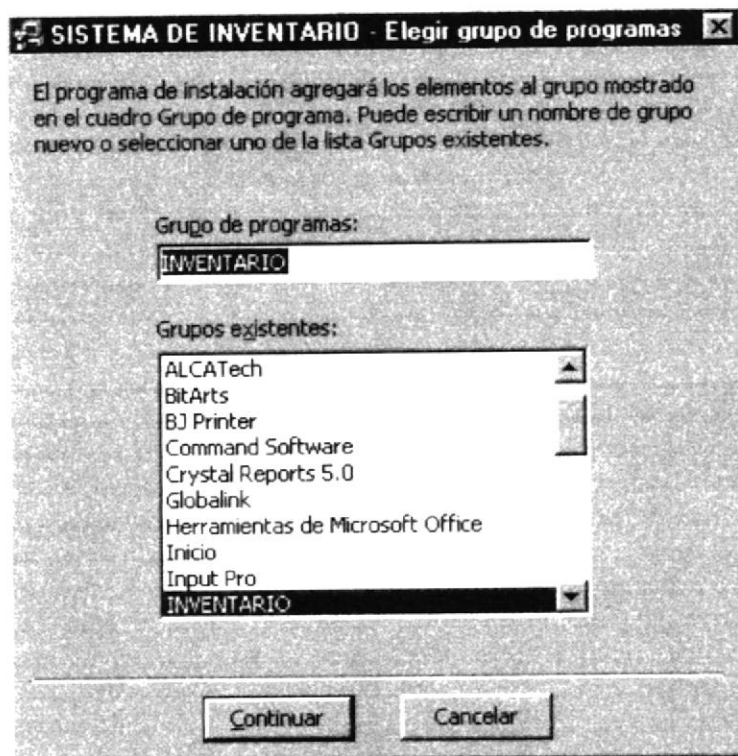 SISTEMA DE INVENTARIO - Elegir grupo de programas
El programa de instalación agregará los elementos al grupo mostrado
en el cuadro Grupo de programa. Puede escribir un nombre de grupo
nuevo o seleccionar uno de la lista Grupos existentes.
Grupo de programas:
INVENTARIO
Grupos existentes:
ALCATech
BitArts
BJ Printer
Command Software
Crystal Reports 5.0
Globalink
Herramientas de Microsoft Office
Inicio
Input Pro
INVENTARIO
Continuar
Cancelar